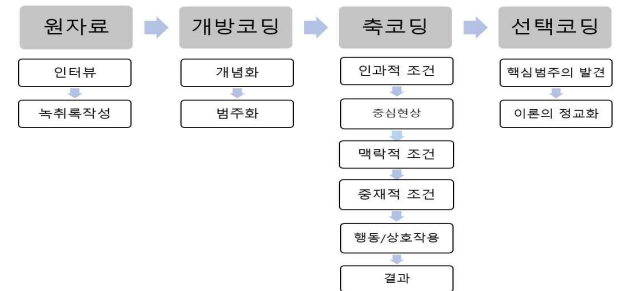 원자료
개방코딩
축코딩
선택코딩
인터뷰
녹취록작성
개념화
범주화
인과적 조건
중심현상
맥락적 조건
중재적 조건
행동/상호작용
결과
핵심범주의 발견
이론의 정교화